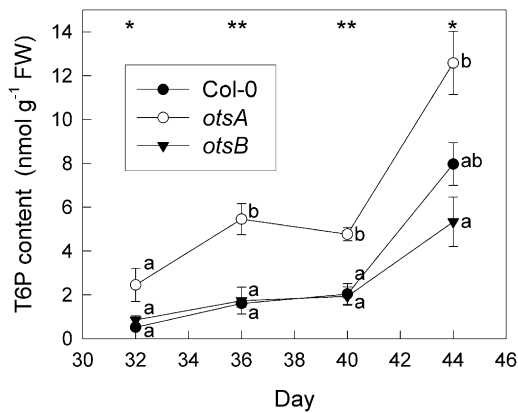 * ** ** *
14
12
10
8
6
4
2
0
T6P content (nmol g⁻¹ FW)
Col-0
otsA
otsB
a
a
a
b
a
a
b
a
a
b
ab
a
30 32 34 36 38 40 42 44 46
Day